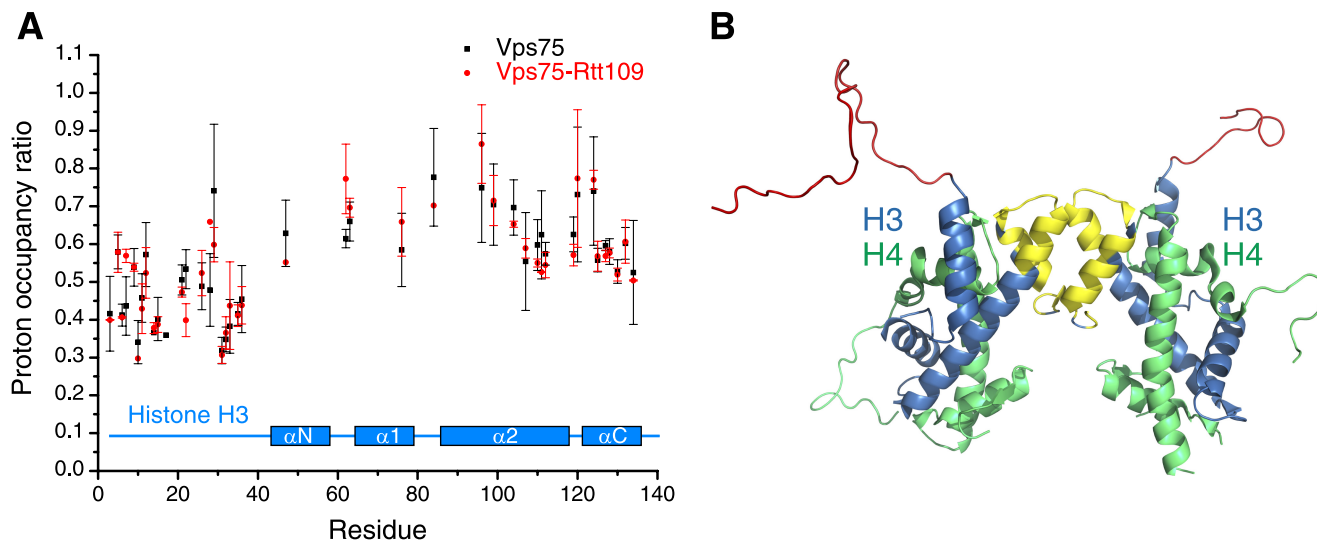 A
Vps75
Vps75-Rtt109
Proton occupancy ratio
1.1
1.0
0.9
0.8
0.7
0.6
0.5
0.4
0.3
0.2
0.1
0.0
Histone H3
αN α1 α2 αC
0 20 40 60 80 100 120 140
Residue
B
H3 H3
H4 H4